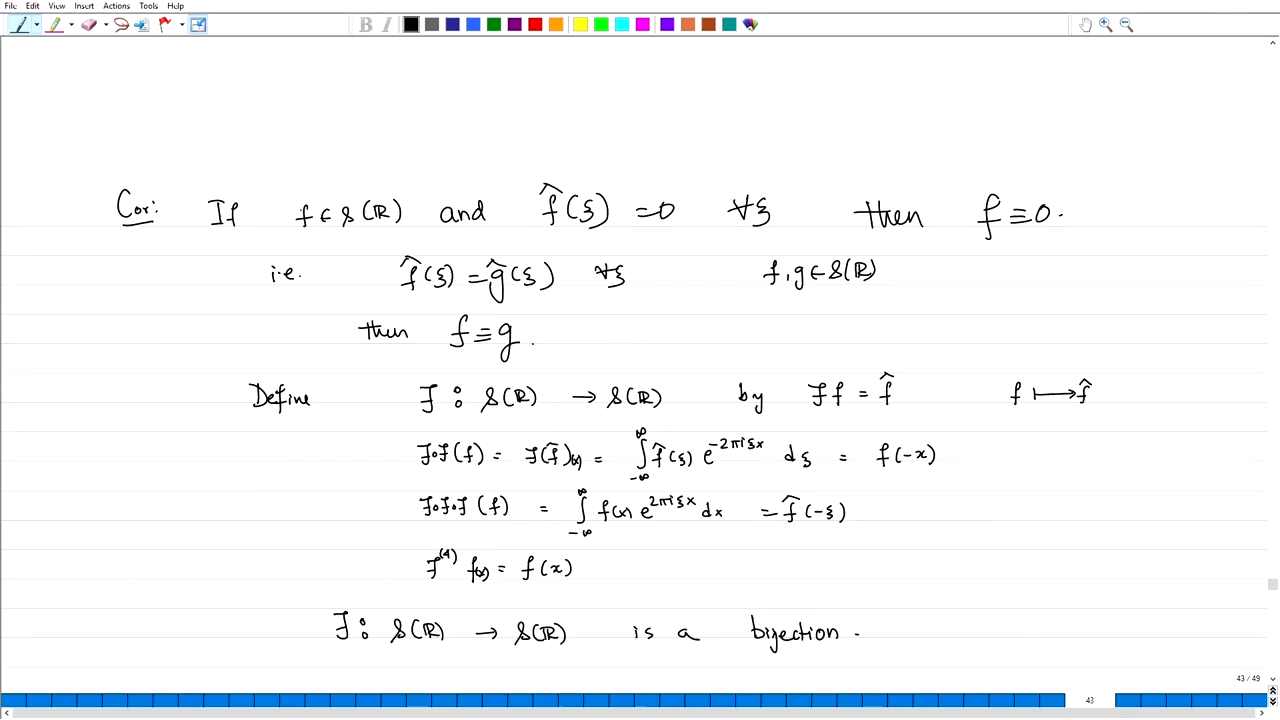 File Edit View Insert Actions Tools Help
B I
Cor: If f ∈ S(ℝ) and f̂(ξ) = 0 ∀ξ then f ≡ 0.
i.e. f̂(ξ) = ĝ(ξ) ∀ξ f, g ∈ S(ℝ)
then f ≡ g.
Define F : S(ℝ) → S(ℝ) by Ff = f̂ f ⟼ f̂
F∘F(f) = F(f̂)(x) = ∫_{-∞}^{∞} f̂(ξ) e^{-2πiξx} dξ = f(-x)
F∘F∘F(f) = ∫_{-∞}^{∞} f(x) e^{2πiξx} dx = f̂(-ξ)
F^{(4)} f(x) = f(x)
F : S(ℝ) → S(ℝ) is a bijection.
43 / 49
43